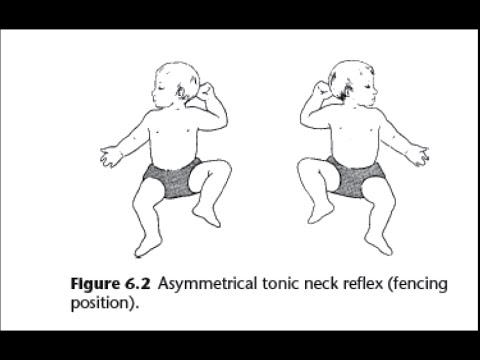 Figure 6.2 Asymmetrical tonic neck reflex (fencing
position).